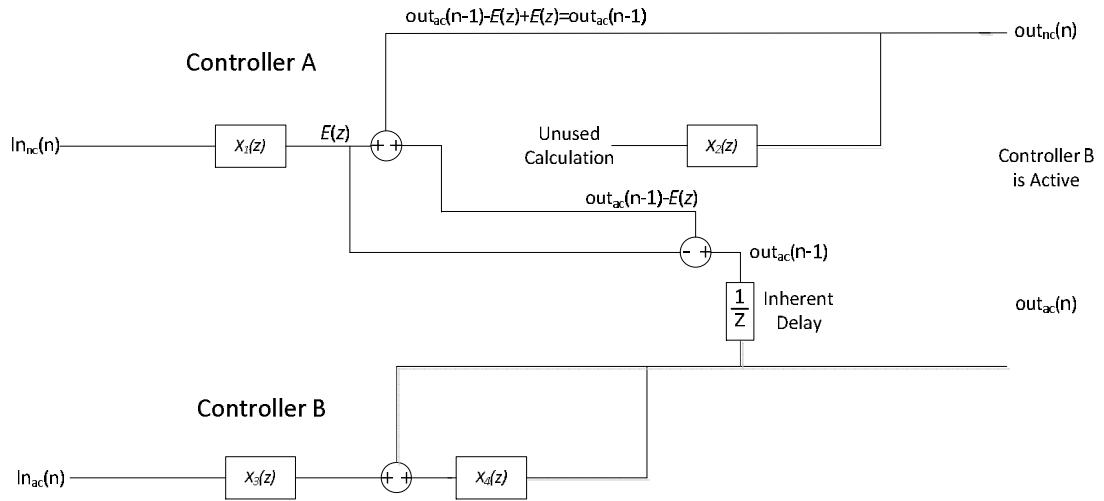 out_ac(n-1)-E(z)+E(z)=out_ac(n-1)
out_nc(n)
Controller A
E(z)
In_nc(n)
X_1(z)
+ +
Unused
Calculation
X_2(z)
Controller B
is Active
out_ac(n-1)-E(z)
- +
out_ac(n-1)
1
Z
Inherent
Delay
out_ac(n)
Controller B
In_ac(n)
X_3(z)
+ +
X_4(z)